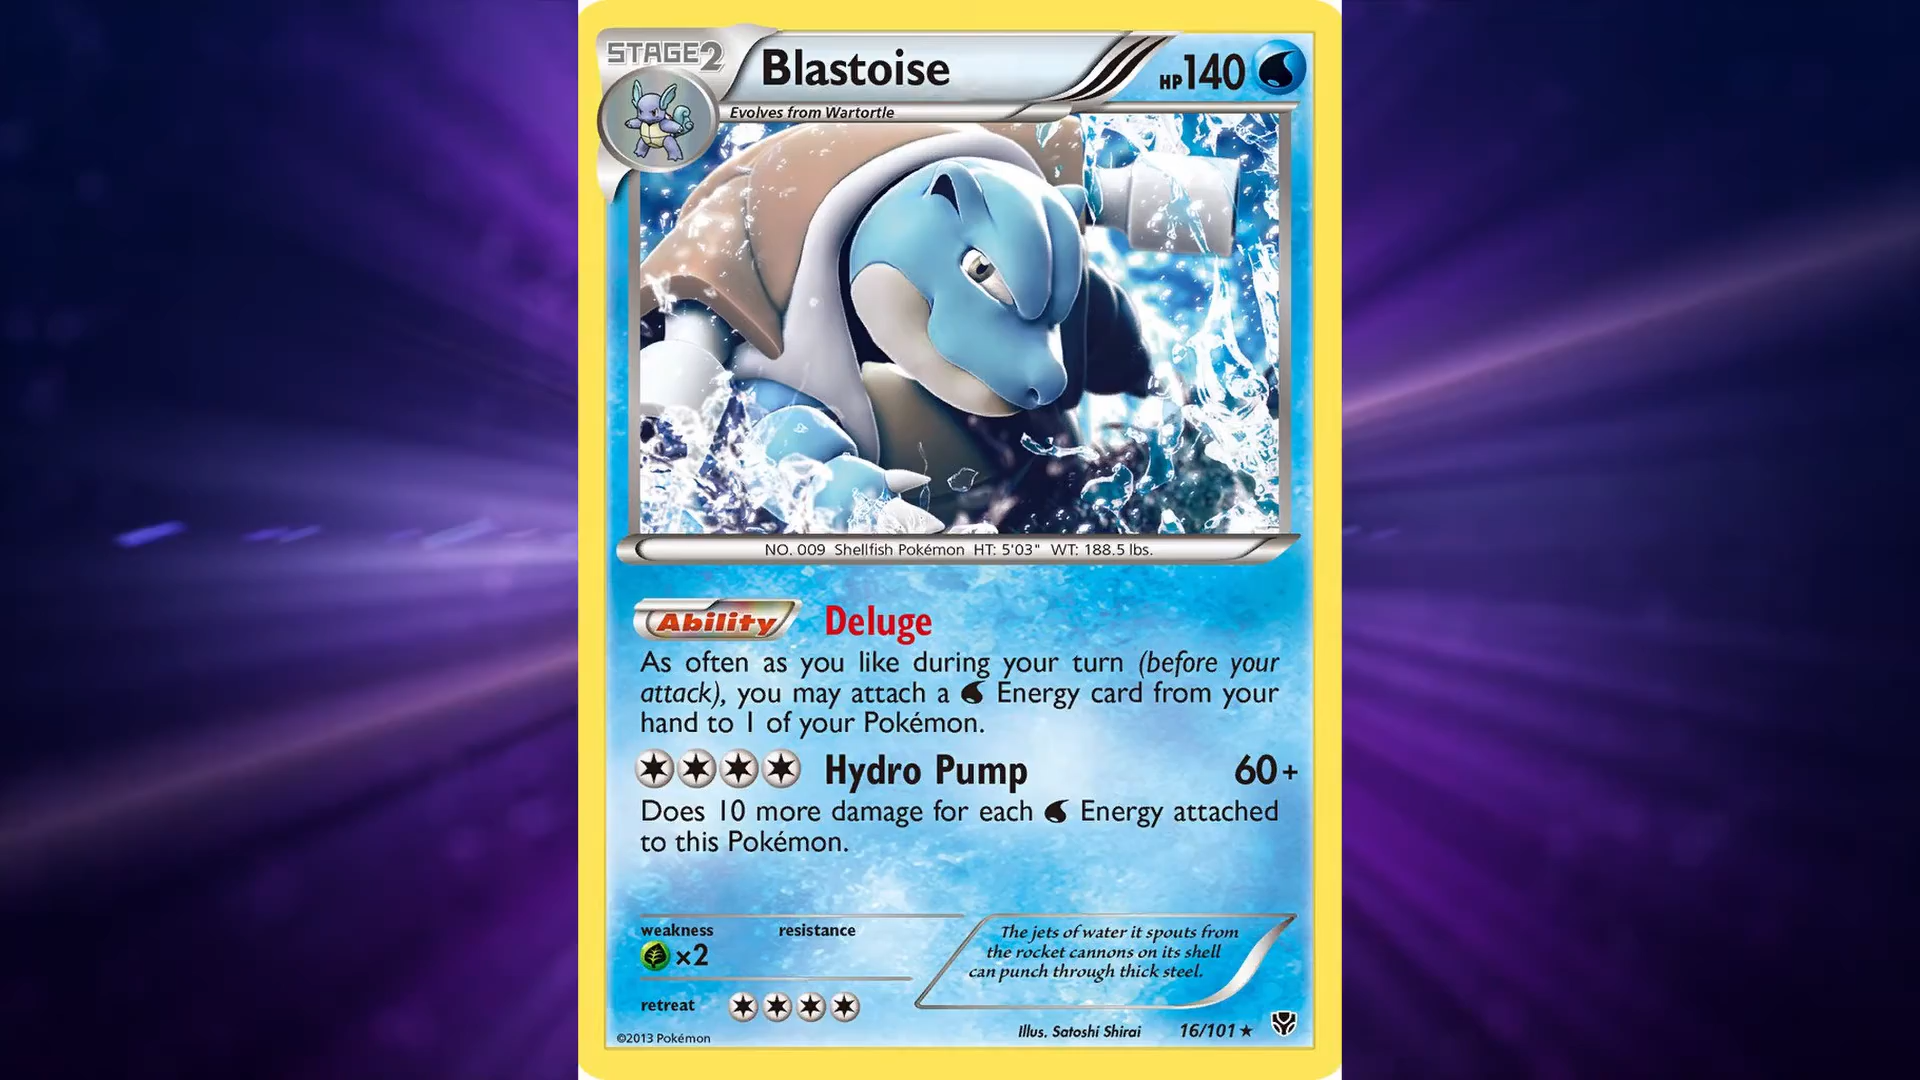 STAGE2
Blastoise
HP140
Evolves from Wartortle
NO. 009 Shellfish Pokémon HT: 5'03" WT: 188.5 lbs.
Ability Deluge
As often as you like during your turn (before your
attack), you may attach a Energy card from your
hand to 1 of your Pokémon.
Hydro Pump 60+
Does 10 more damage for each Energy attached
to this Pokémon.
weakness resistance
×2
The jets of water it spouts from
the rocket cannons on its shell
can punch through thick steel.
retreat
©2013 Pokémon
Illus. Satoshi Shirai 16/101 ★